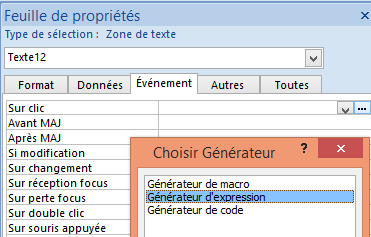 Feuille de propriétés
Type de sélection : Zone de texte
Texte12
Format Données Événement Autres Toutes
Sur clic
Avant MAJ
Après MAJ
Si modification
Sur changement
Sur réception focus
Sur perte focus
Sur double clic
Sur souris appuyée
Choisir Générateur ?
Générateur de macro
Générateur d'expression
Générateur de code